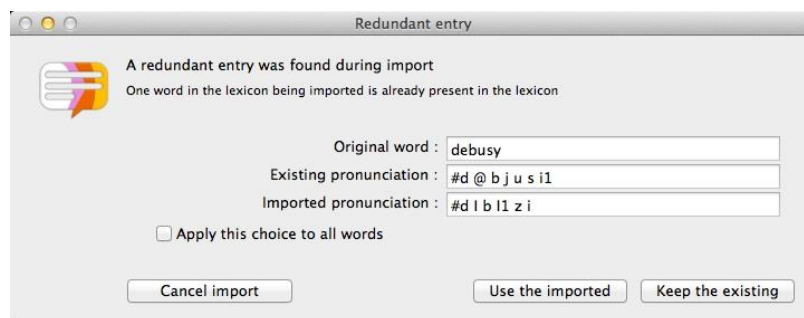 Redundant entry
A redundant entry was found during import
One word in the lexicon being imported is already present in the lexicon
Original word : debusy
Existing pronunciation : #d @ b j u s i1
Imported pronunciation : #d I b I1 z i
Apply this choice to all words
Cancel import Use the imported Keep the existing